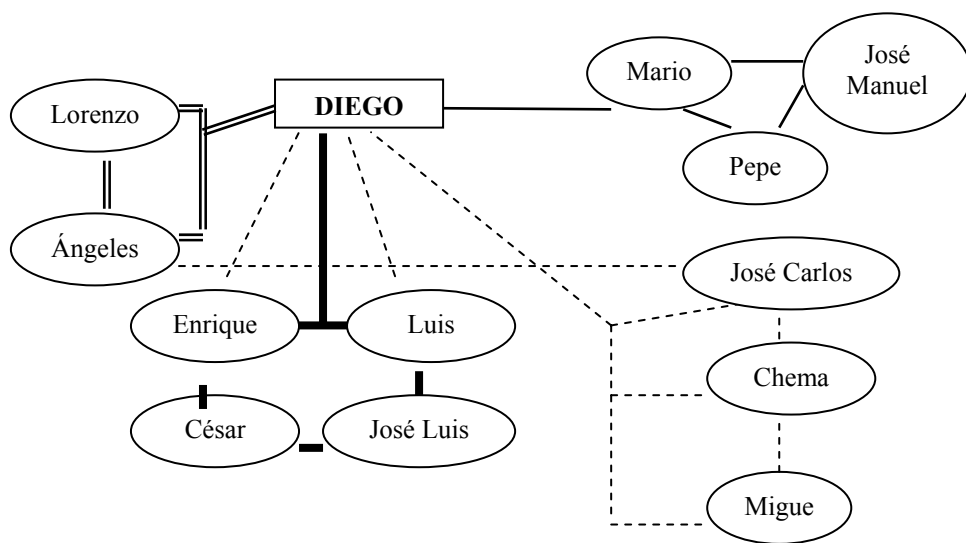 José
Manuel
Mario
Lorenzo
DIEGO
Pepe
Ángeles
José Carlos
Enrique
Luis
Chema
César
José Luis
Migue